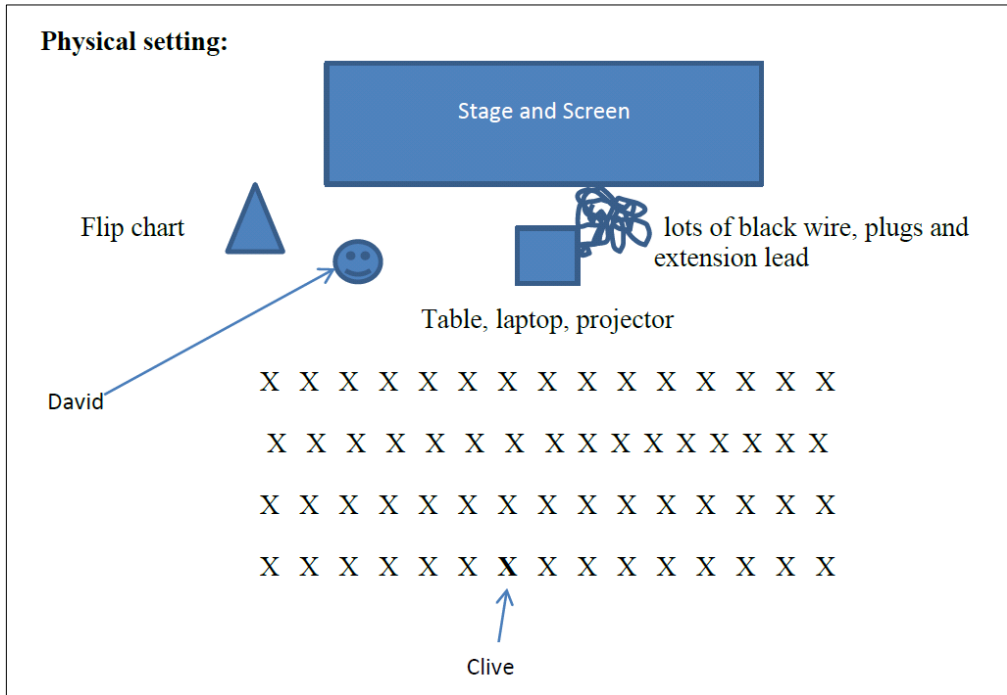 Physical setting:
Stage and Screen
Flip chart
lots of black wire, plugs and
extension lead
Table, laptop, projector
X X X X X X X X X X X X X X X
David
X X X X X X X X X X X X X X X X
X X X X X X X X X X X X X X X
X X X X X X X X X X X X X X X
Clive